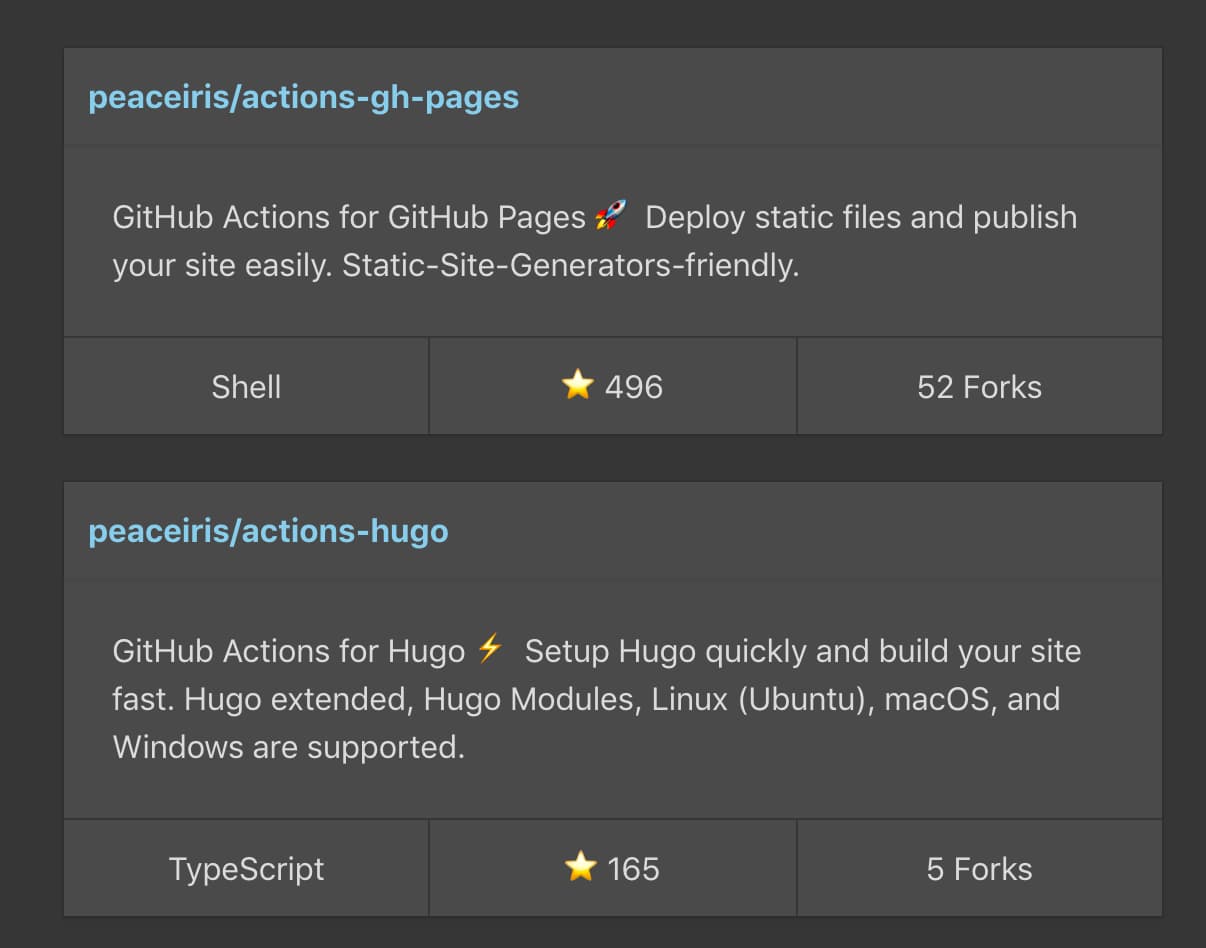 peaceiris/actions-gh-pages
GitHub Actions for GitHub Pages 🚀 Deploy static files and publish
your site easily. Static-Site-Generators-friendly.
Shell
⭐ 496
52 Forks
peaceiris/actions-hugo
GitHub Actions for Hugo ⚡ Setup Hugo quickly and build your site
fast. Hugo extended, Hugo Modules, Linux (Ubuntu), macOS, and
Windows are supported.
TypeScript
⭐ 165
5 Forks